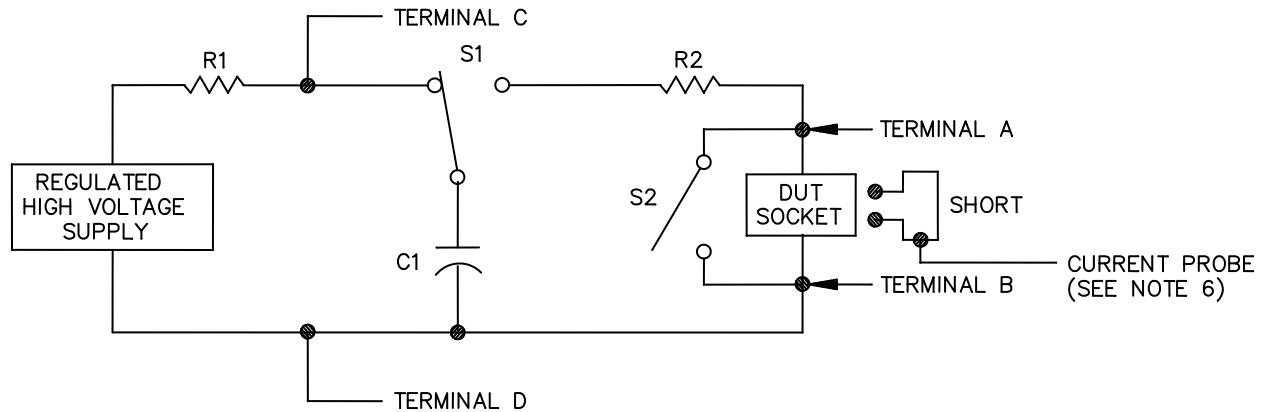 TERMINAL C
S1
R1
R2
TERMINAL A
REGULATED
HIGH VOLTAGE
SUPPLY
S2
DUT
SOCKET
SHORT
C1
CURRENT PROBE
(SEE NOTE 6)
TERMINAL B
TERMINAL D